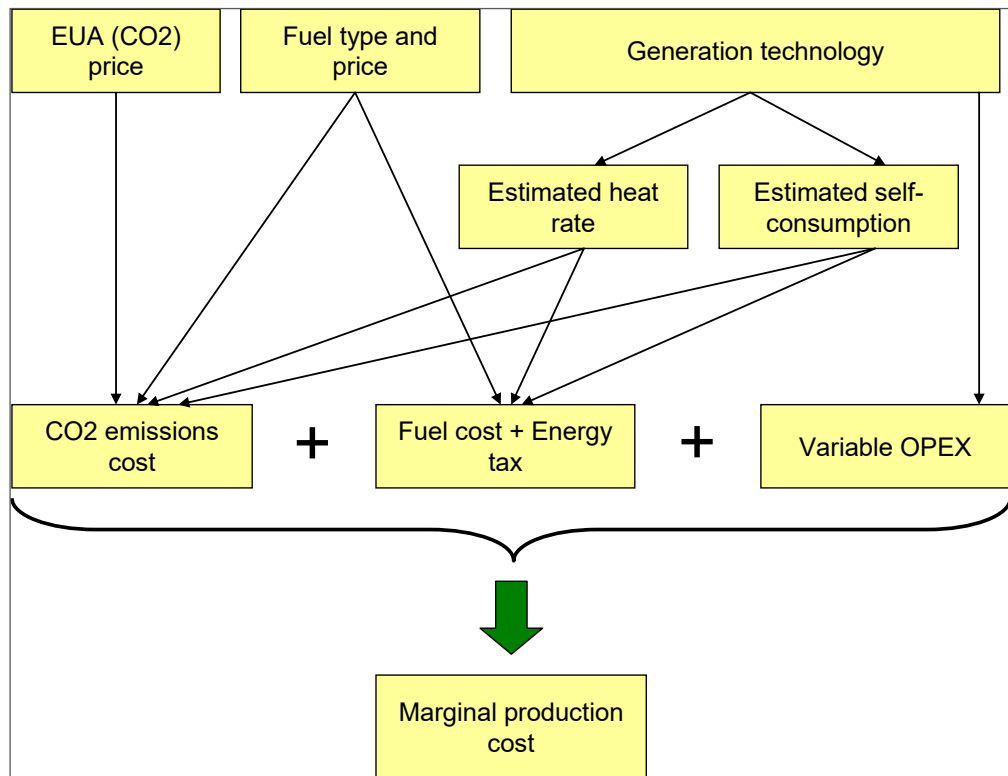 EUA (CO2)
price
Fuel type and
price
Generation technology
Estimated heat
rate
Estimated self-
consumption
CO2 emissions
cost
+
Fuel cost + Energy
tax
+
Variable OPEX
Marginal production
cost